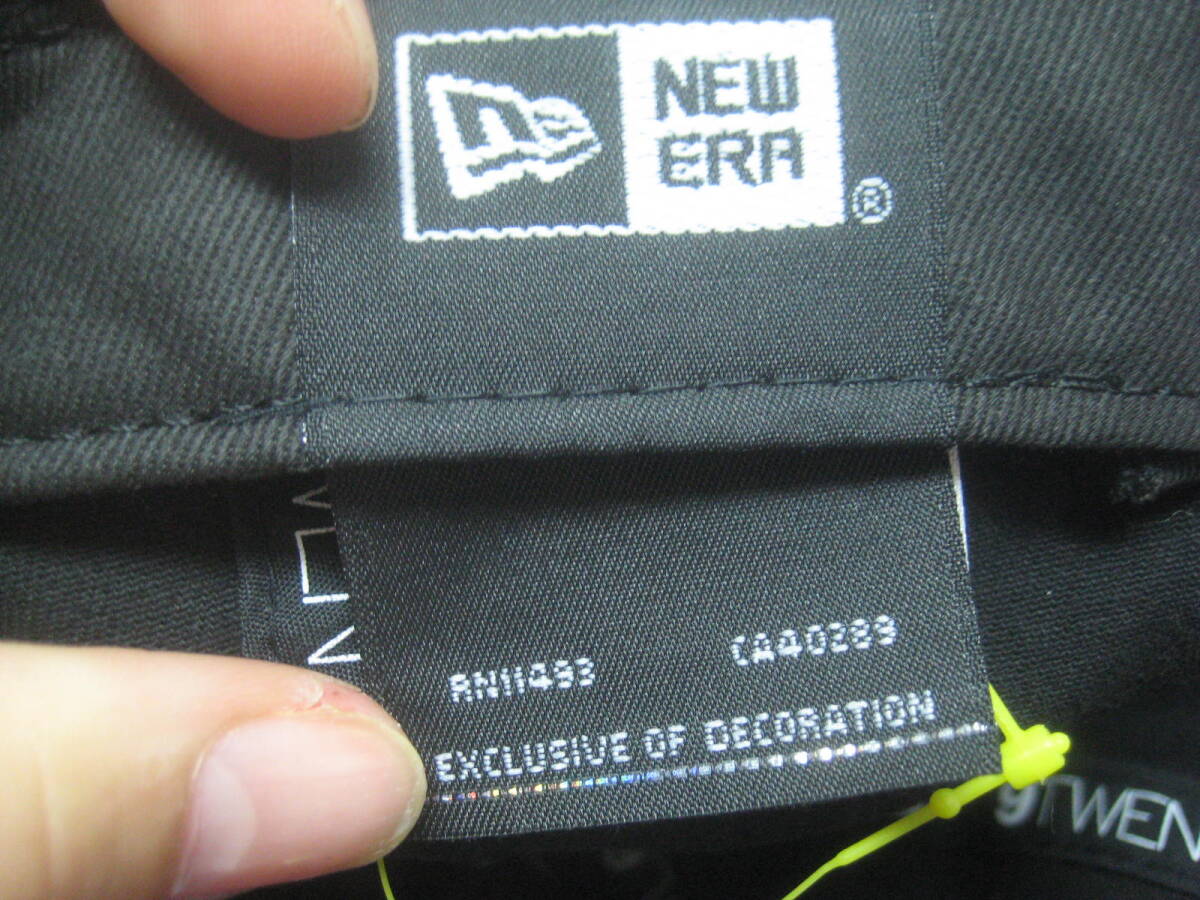 NEW
ERA
®
RN11493 CA40289
EXCLUSIVE OF DECORATION
9TWEN